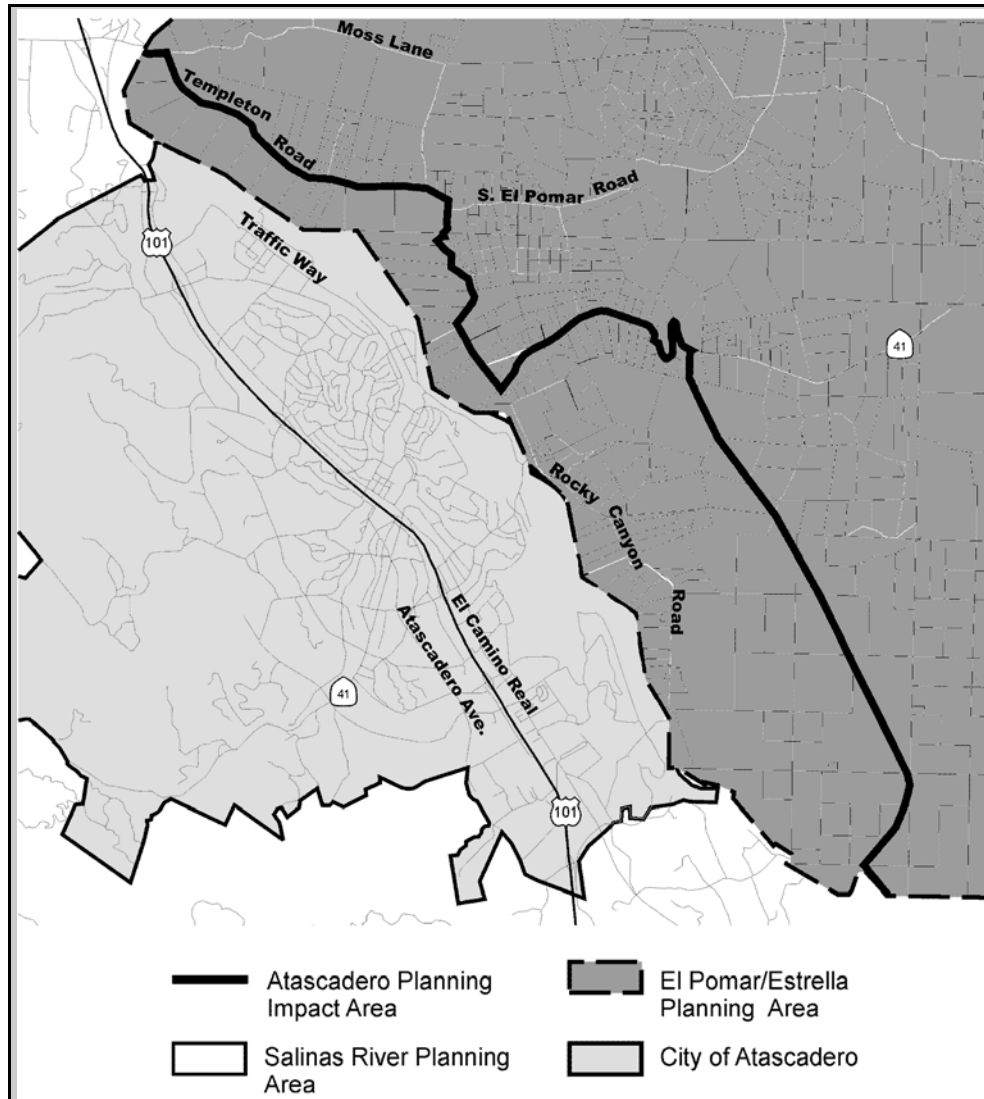 Moss Lane
Templeton
Road
S. El Pomar Road
Traffic Way
101
41
Rocky
Canyon
Road
El Camino Real
Atascadero Ave.
41
101
Atascadero Planning
Impact Area
El Pomar/Estrella
Planning Area
Salinas River Planning
Area
City of Atascadero